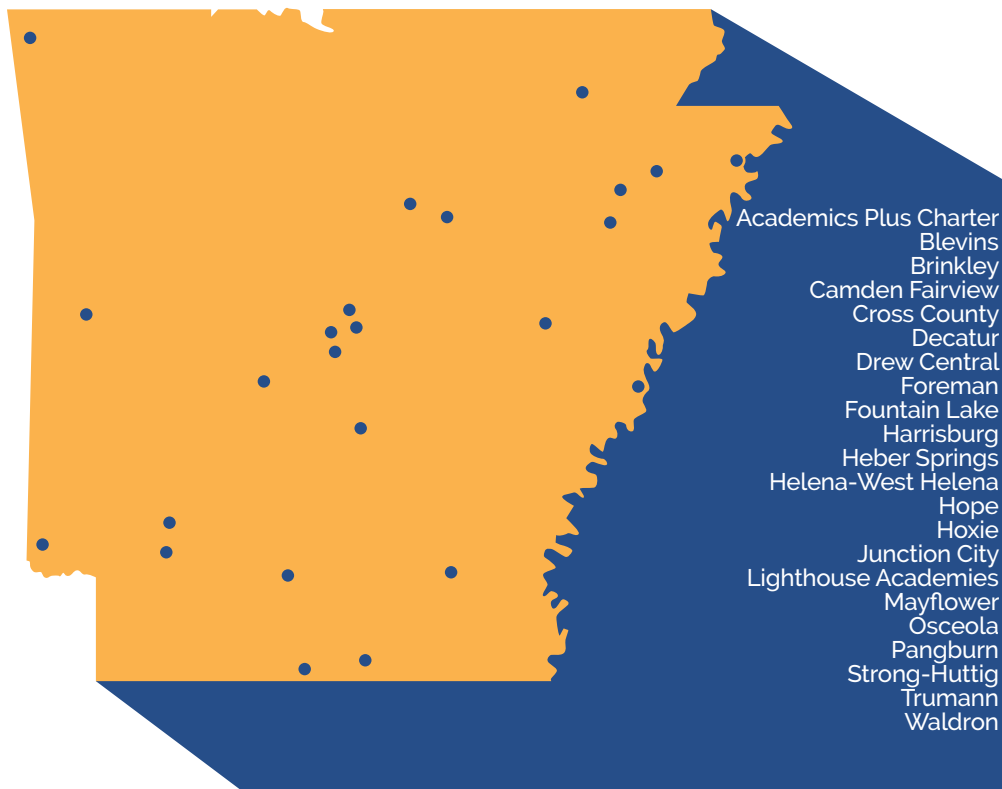 Academics Plus Charter
Blevins
Brinkley
Camden Fairview
Cross County
Decatur
Drew Central
Foreman
Fountain Lake
Harrisburg
Heber Springs
Helena-West Helena
Hope
Hoxie
Junction City
Lighthouse Academies
Mayflower
Osceola
Pangburn
Strong-Huttig
Trumann
Waldron